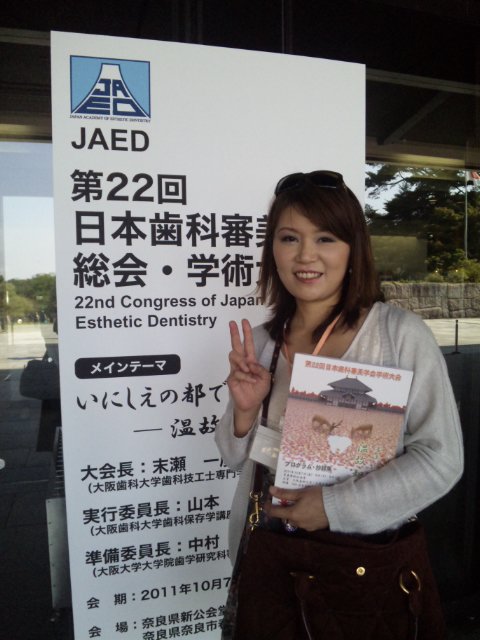 JAED
JAPAN ACADEMY OF ESTHETIC DENTISTRY
JAED
第22回
日本歯科審美
総会・学術
22nd Congress of Japan
Esthetic Dentistry
メインテーマ
いにしえの都で
― 温故
大会長：末瀬 一
(大阪歯科大学歯科技工士専
実行委員長：山本
(大阪歯科大学歯科保存学講
準備委員長：中村
(大阪大学大学院歯学研究科
会 期：2011年10月7
会 場：奈良県新公会堂
奈良県奈良市春
第22回日本歯科審美学会学術大会
プログラム・抄録集